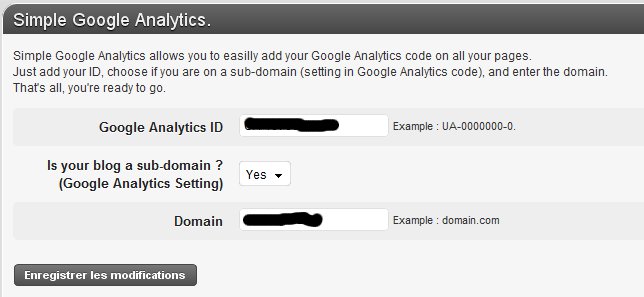 Simple Google Analytics.
Simple Google Analytics allows you to easilly add your Google Analytics code on all your pages.
Just add your ID, choose if you are on a sub-domain (setting in Google Analytics code), and enter the domain.
That's all, you're ready to go.
Google Analytics ID Example : UA-0000000-0.
Is your blog a sub-domain ?
(Google Analytics Setting) Yes
Domain Example : domain.com
Enregistrer les modifications